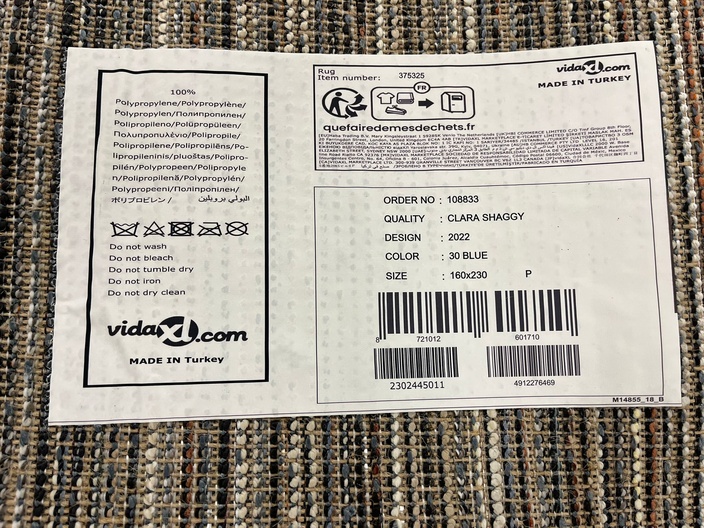 100%
Polypropylene/Polypropylène/
Polypropylen/Полипропилен/
Polipropileno/Polüpropüleen/
Πολυπροπυλένιο/Polipropile/
Polipropilene/Polipropilēns/Po-
lipropileninis/pluoštas/Polipro-
pilén/Polypropeen/Polipropyle
n/Polipropilenă/Polypropylén/
Polypropeeni/Поліпропілен/
ポリプロピレン / البولي بروبلين
Do not wash
Do not bleach
Do not tumble dry
Do not iron
Do not dry clean
vidaXL.com
MADE IN Turkey
Rug
Item number: 375325
vidaXL.com
MADE IN TURKEY
FR
quefairedemesdechets.fr
ORDER NO : 108833
QUALITY : CLARA SHAGGY
DESIGN : 2022
COLOR : 30 BLUE
SIZE : 160x230 P
8 721012 601710
2302445011 4912276469
M14855_18_B